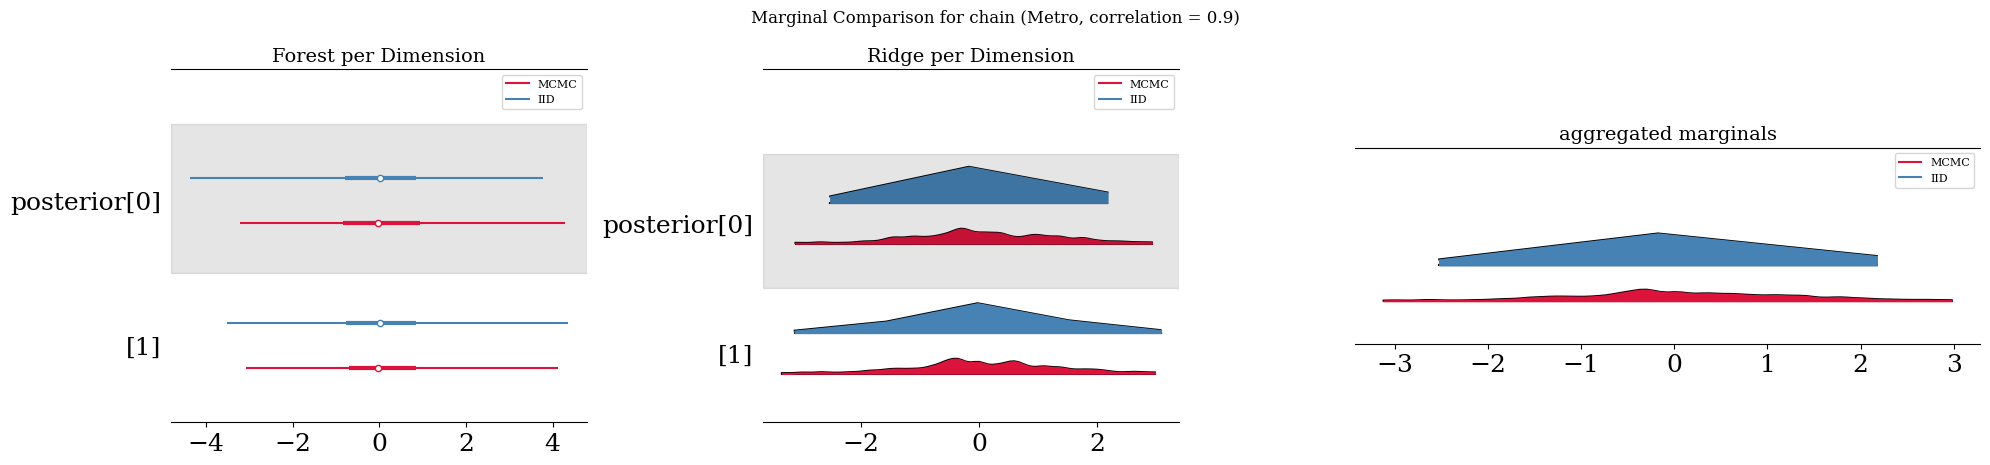 Marginal Comparison for chain (Metro, correlation = 0.9)
Forest per Dimension
MCMC
IID
posterior[0]
[1]
−4 −2 0 2 4
Ridge per Dimension
MCMC
IID
posterior[0]
[1]
−2 0 2
aggregated marginals
MCMC
IID
−3 −2 −1 0 1 2 3